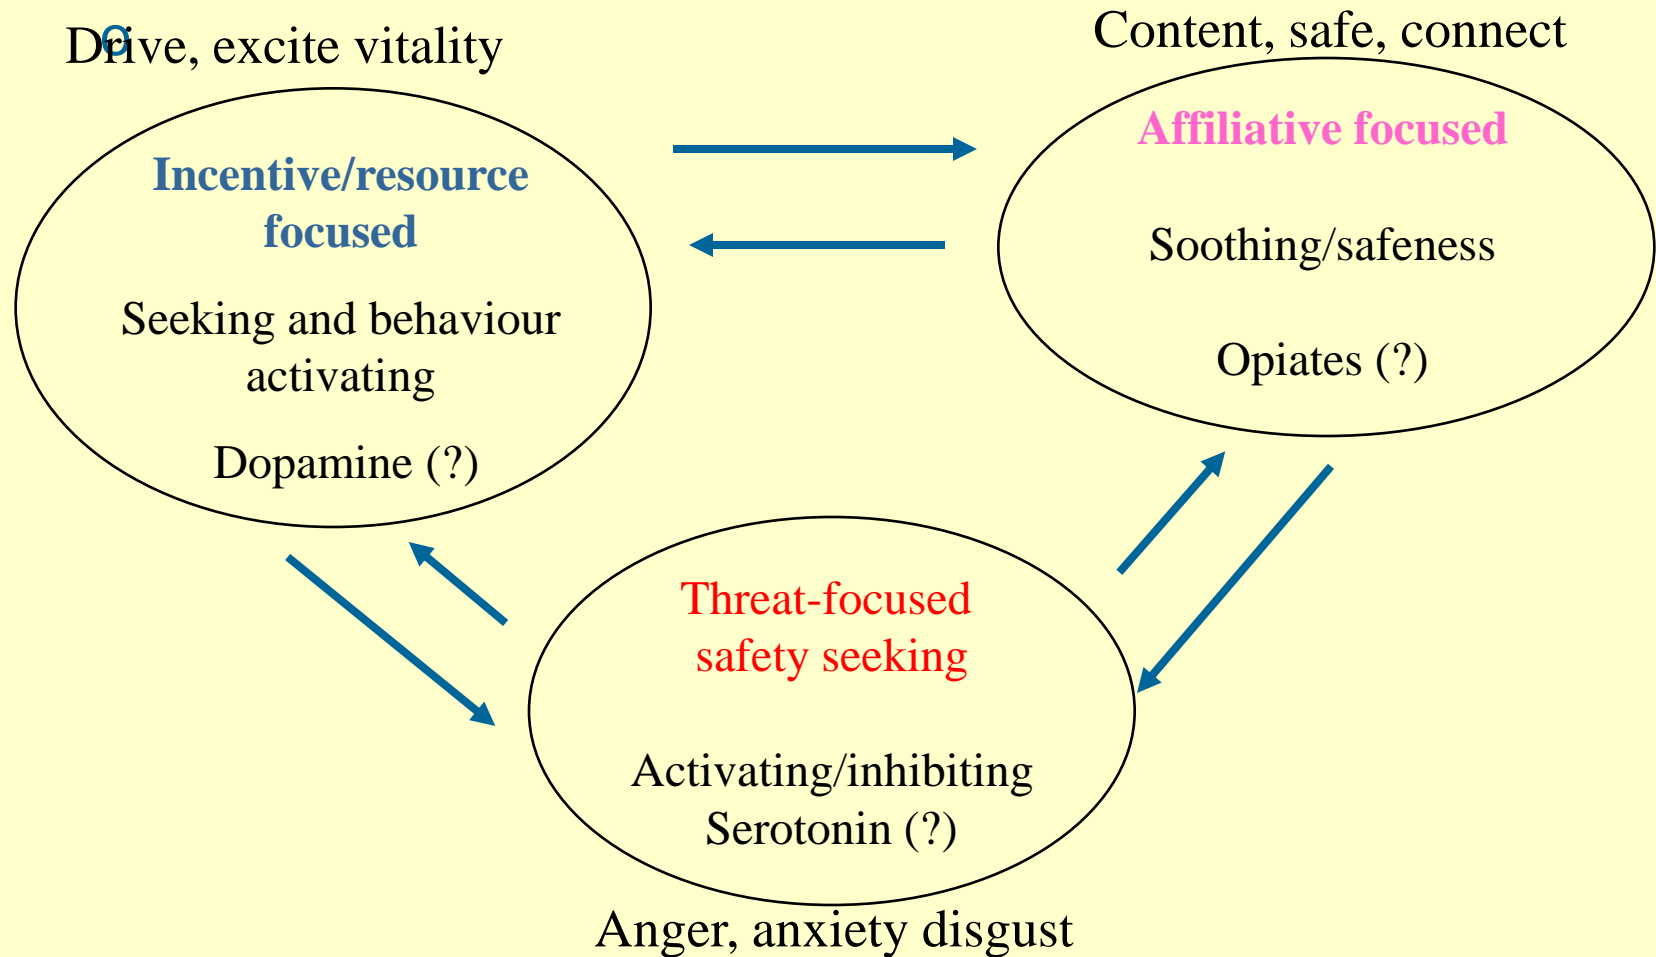 Drive, excite vitality
Content, safe, connect
Incentive/resource
focused
Seeking and behaviour
activating
Dopamine (?)
Affiliative focused
Soothing/safeness
Opiates (?)
Threat-focused
safety seeking
Activating/inhibiting
Serotonin (?)
Anger, anxiety disgust